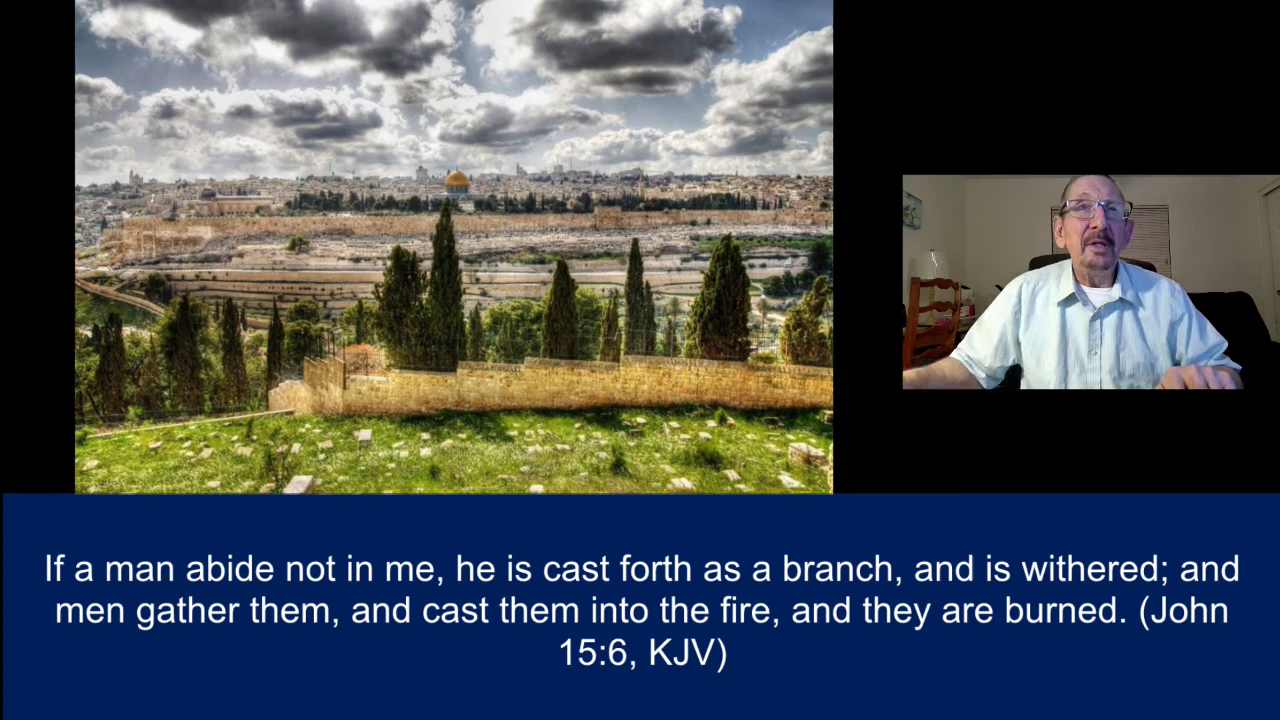 If a man abide not in me, he is cast forth as a branch, and is withered; and
men gather them, and cast them into the fire, and they are burned. (John
15:6, KJV)